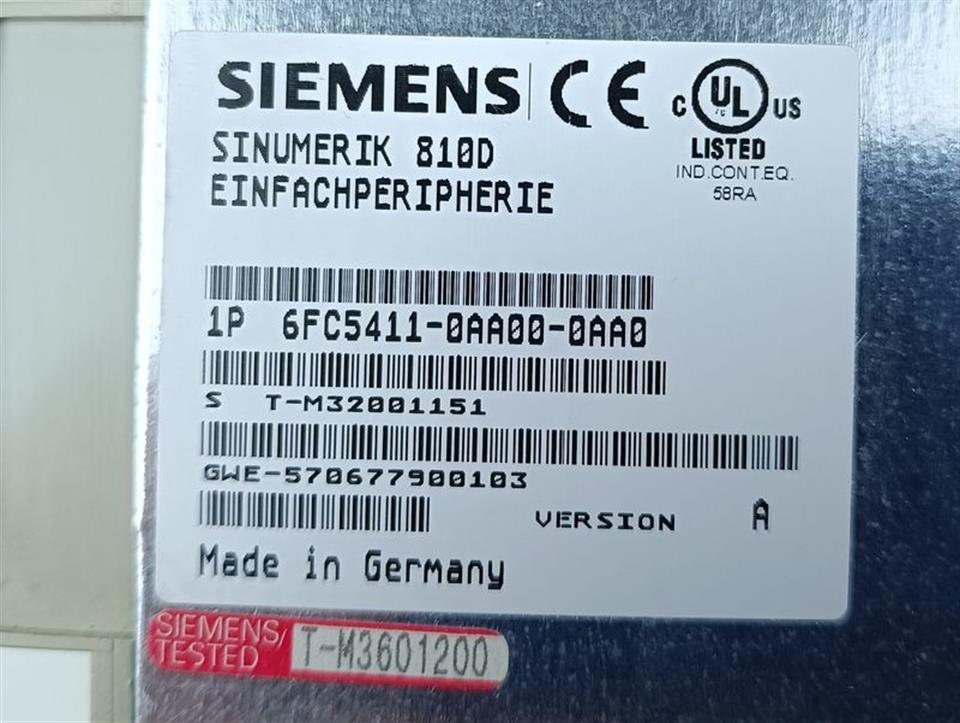 SIEMENS CE C UL US
LISTED
IND.CONT.EQ.
58RA
SINUMERIK 810D
EINFACHPERIPHERIE
1P 6FC5411-0AA00-0AA0
S T-M32001151
GWE-570677900103
VERSION A
Made in Germany
SIEMENS/
TESTED
T-M3601200